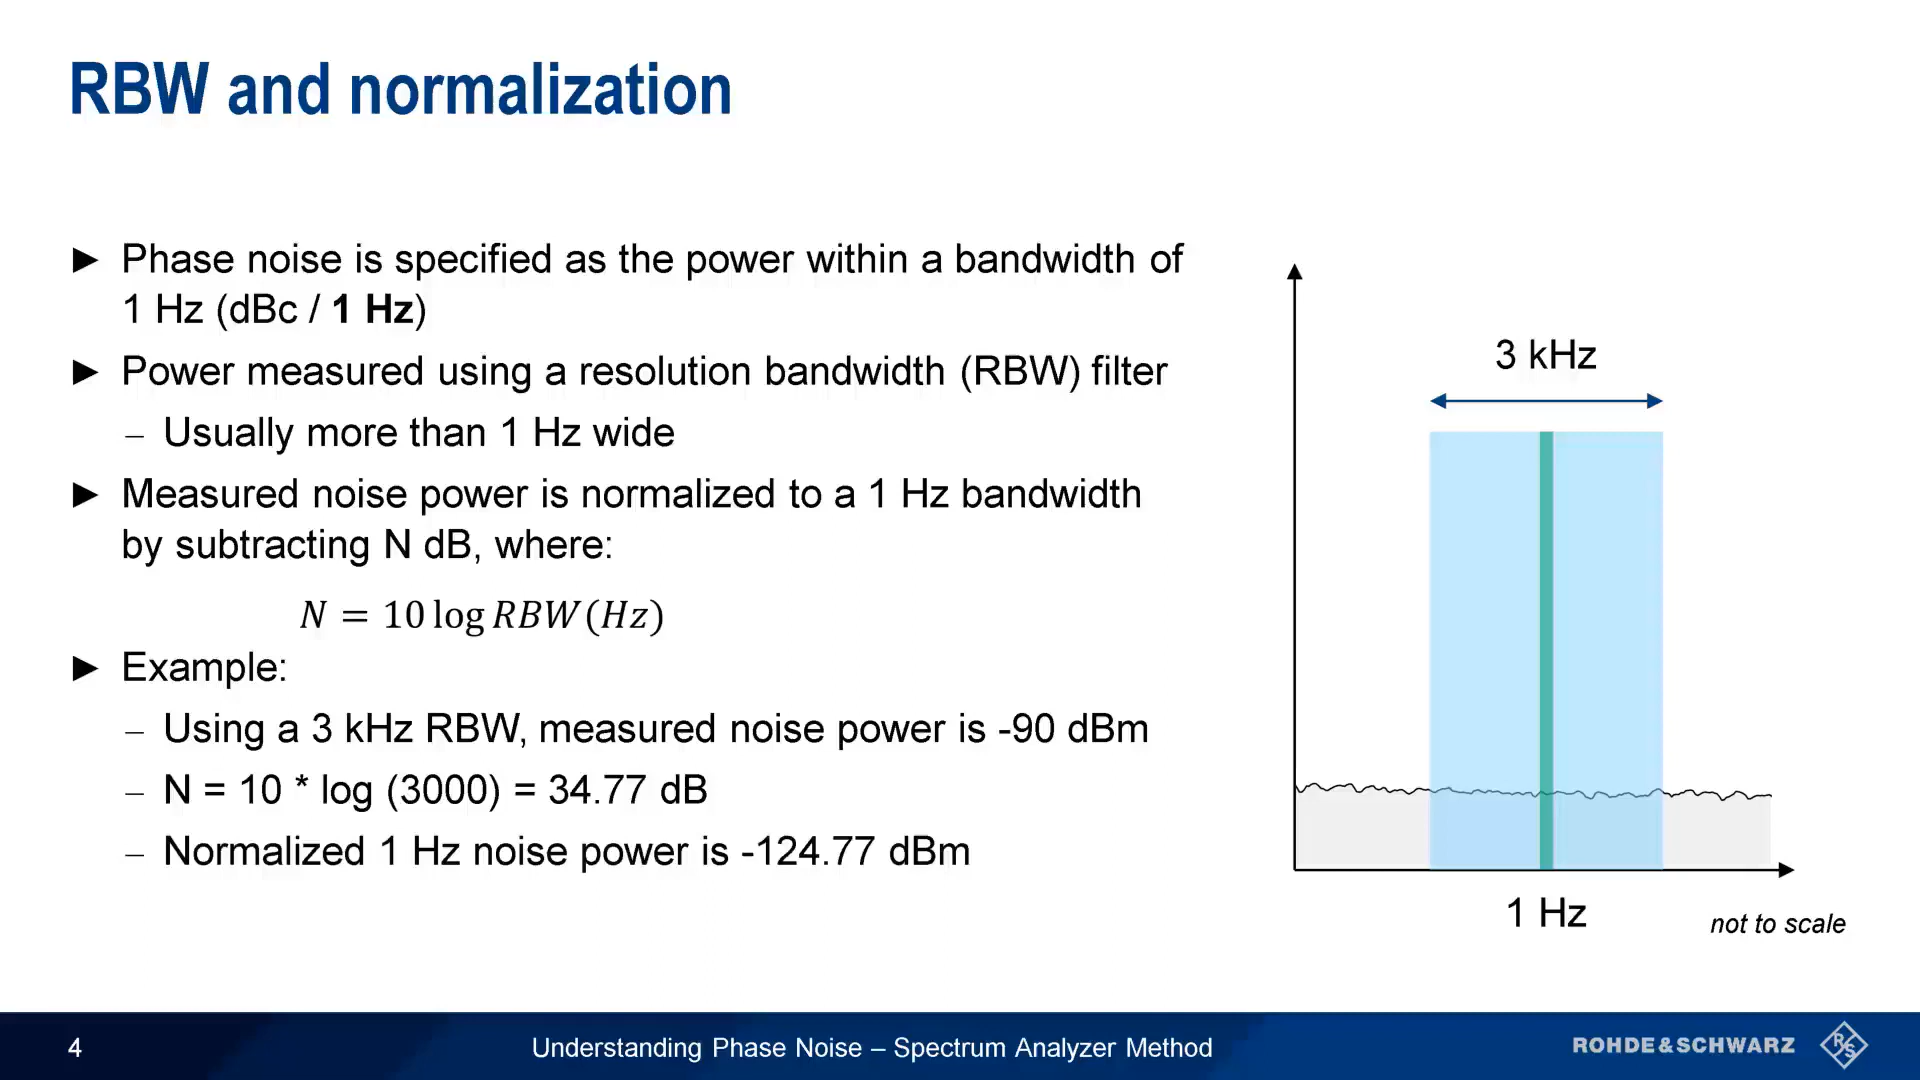 RBW and normalization
► Phase noise is specified as the power within a bandwidth of
1 Hz (dBc / 1 Hz)
► Power measured using a resolution bandwidth (RBW) filter
– Usually more than 1 Hz wide
► Measured noise power is normalized to a 1 Hz bandwidth
by subtracting N dB, where:
N = 10 log RBW(Hz)
► Example:
– Using a 3 kHz RBW, measured noise power is -90 dBm
– N = 10 * log (3000) = 34.77 dB
– Normalized 1 Hz noise power is -124.77 dBm
3 kHz
1 Hz
not to scale
4
Understanding Phase Noise – Spectrum Analyzer Method
ROHDE&SCHWARZ
R&S